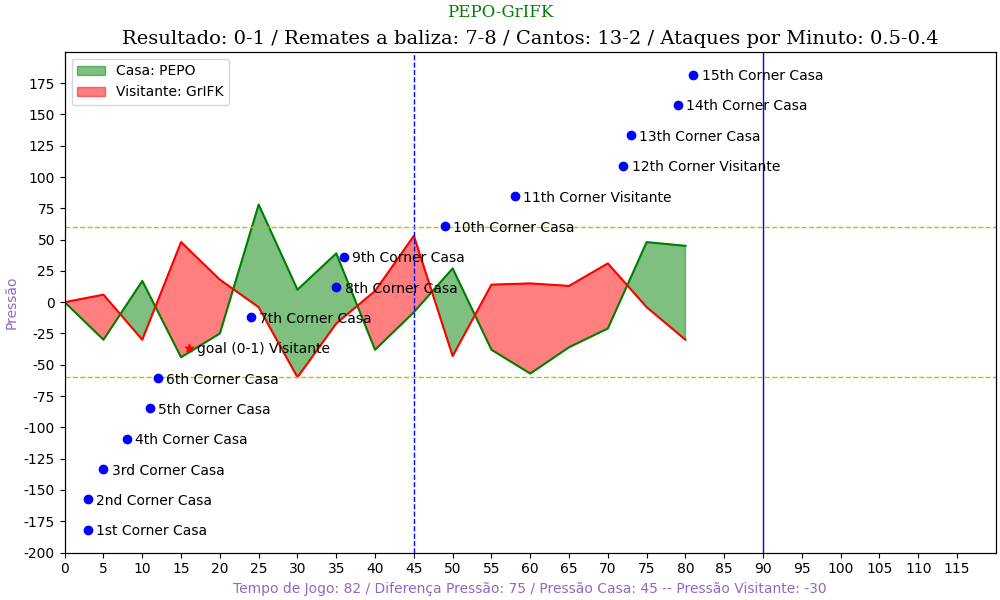 PEPO-GrIFK
Resultado: 0-1 / Remates a baliza: 7-8 / Cantos: 13-2 / Ataques por Minuto: 0.5-0.4
Casa: PEPO
Visitante: GrIFK
175
150
125
100
75
50
25
0
-25
-50
-75
-100
-125
-150
-175
-200
Pressão
15th Corner Casa
14th Corner Casa
13th Corner Casa
12th Corner Visitante
11th Corner Visitante
10th Corner Casa
9th Corner Casa
8th Corner Casa
7th Corner Casa
goal (0-1) Visitante
6th Corner Casa
5th Corner Casa
4th Corner Casa
3rd Corner Casa
2nd Corner Casa
1st Corner Casa
0 5 10 15 20 25 30 35 40 45 50 55 60 65 70 75 80 85 90 95 100 105 110 115
Tempo de Jogo: 82 / Diferença Pressão: 75 / Pressão Casa: 45 -- Pressão Visitante: -30